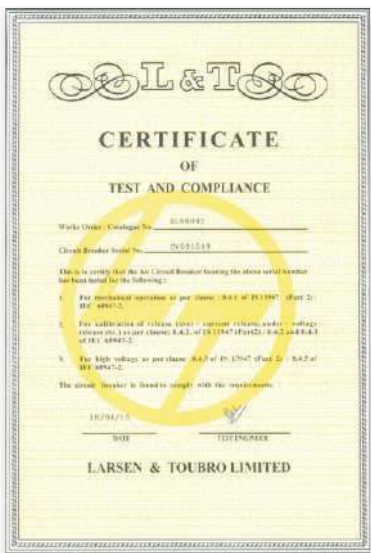 L&T
CERTIFICATE
OF
TEST AND COMPLIANCE
Works Order / Catalogue No.
Circuit Breaker Serial No.
This is to certify that the Air Circuit Breaker bearing the above serial number
has been tested for the following :
1. For mechanical operation as per clause : 8.4.1 of IS 13947 (Part 2) /
IEC 60947-2.
2. For calibration of release (over - current release, under - voltage
release etc.) as per clause: 8.4.2. of IS 13947 (Part2) / 8.4.2 and 8.4.3
of IEC 60947-2.
3. For high voltage as per clause :8.4.3 of IS 13947 (Part 2) / 8.4.5 of
IEC 60947-2.
The circuit breaker is found to comply with the requirements.
DATE TEST ENGINEER
LARSEN & TOUBRO LIMITED